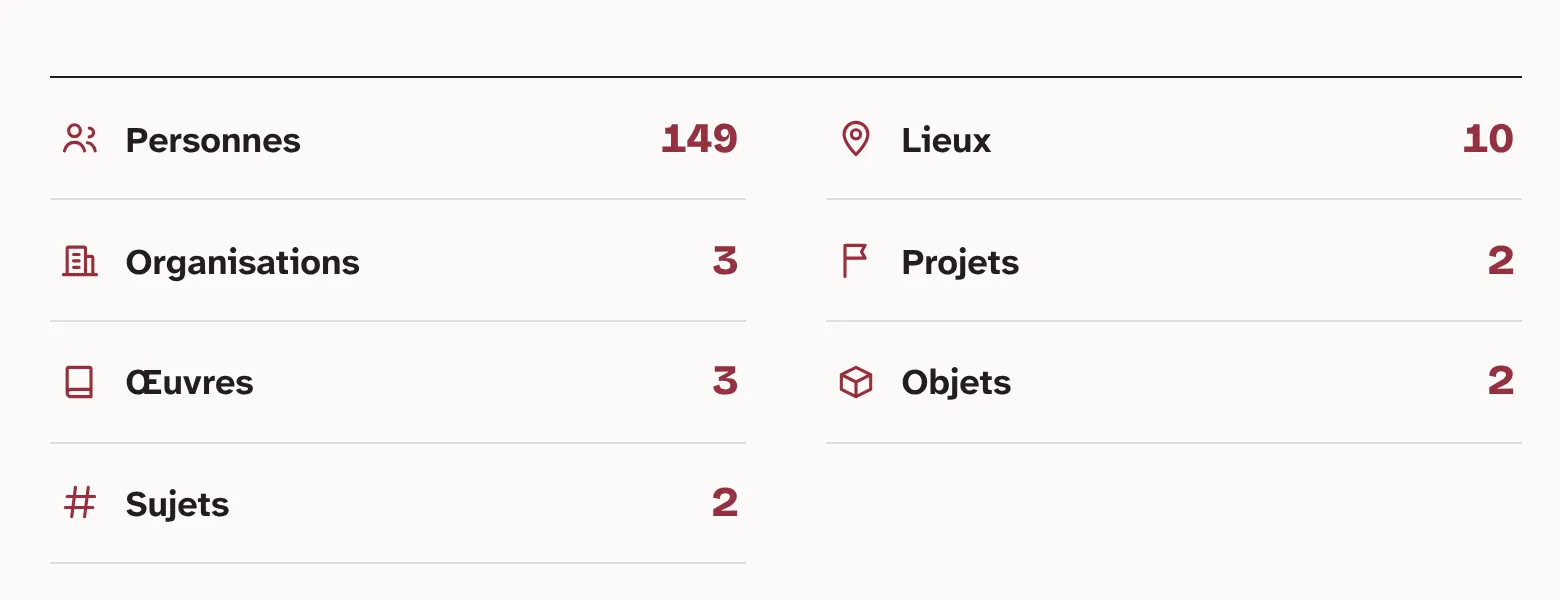 Personnes 149
Lieux 10
Organisations 3
Projets 2
Œuvres 3
Objets 2
Sujets 2